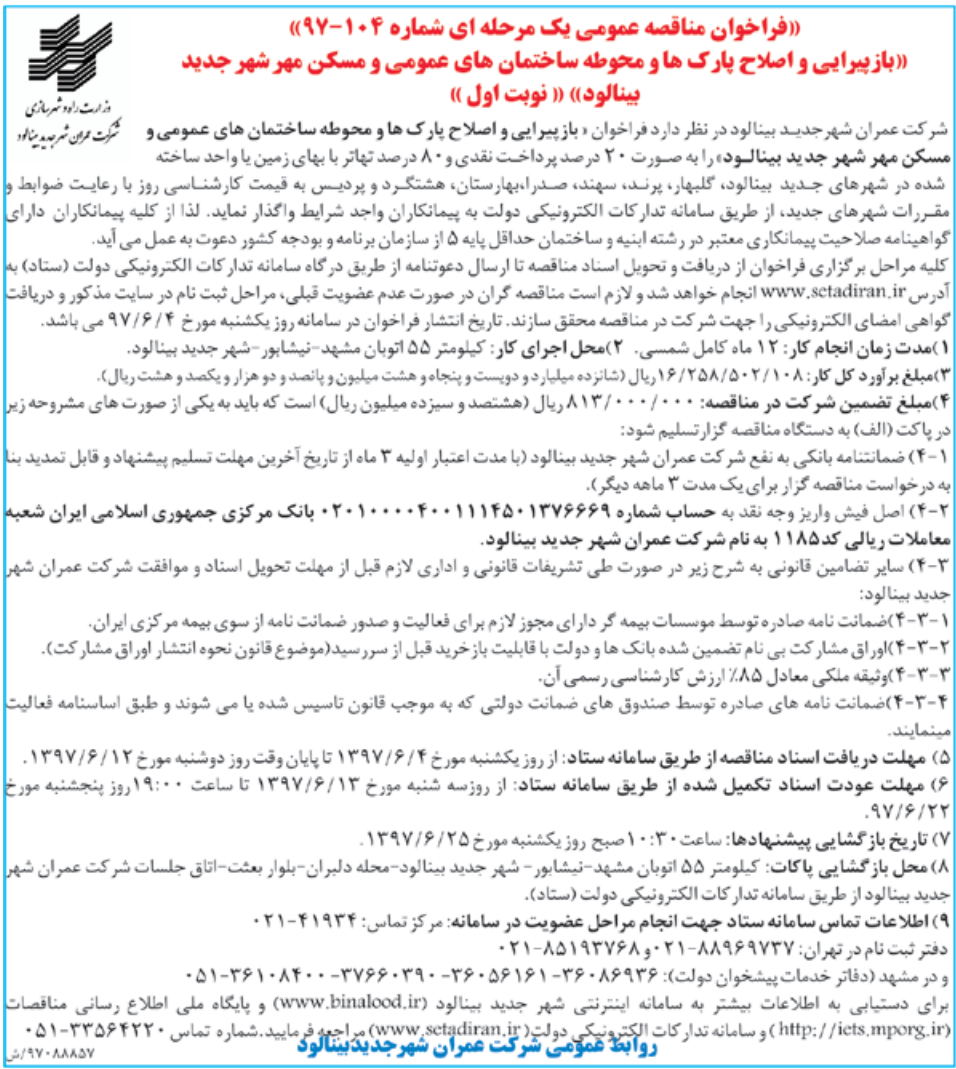 «فراخوان مناقصه عمومی یک مرحله ای شماره ۱۰۴-۹۷»
«بازپیرایی و اصلاح پارک ها و محوطه ساختمان های عمومی و مسکن مهر شهر جدید
بینالود» « نوبت اول »
وزارت راه و شهرسازی
شرکت عمران شهر جدید بینالود
شرکت عمران شهرجدید بینالود در نظر دارد فراخوان « بازپیرایی و اصلاح پارک ها و محوطه ساختمان های عمومی و
مسکن مهر شهر جدید بینالود» را به صورت ۲۰ درصد پرداخت نقدی و ۸۰ درصد تهاتر با بهای زمین یا واحد ساخته
شده در شهرهای جدید بینالود، گلبهار، پرند، سهند، صدرا،بهارستان، هشتگرد و پردیس به قیمت کارشناسی روز با رعایت ضوابط و
مقررات شهرهای جدید، از طریق سامانه تدارکات الکترونیکی دولت به پیمانکاران واجد شرایط واگذار نماید. لذا از کلیه پیمانکاران دارای
گواهینامه صلاحیت پیمانکاری معتبر در رشته ابنیه و ساختمان حداقل پایه ۵ از سازمان برنامه و بودجه کشور دعوت به عمل می آید.
کلیه مراحل برگزاری فراخوان از دریافت و تحویل اسناد مناقصه تا ارسال دعوتنامه از طریق درگاه سامانه تدارکات الکترونیکی دولت (ستاد) به
آدرس www.setadiran.ir انجام خواهد شد و لازم است مناقصه گران در صورت عدم عضویت قبلی، مراحل ثبت نام در سایت مذکور و دریافت
گواهی امضای الکترونیکی را جهت شرکت در مناقصه محقق سازند. تاریخ انتشار فراخوان در سامانه روز یکشنبه مورخ ۹۷/۶/۴ می باشد.
۱)مدت زمان انجام کار: ۱۲ ماه کامل شمسی. ۲)محل اجرای کار: کیلومتر ۵۵ اتوبان مشهد-نیشابور-شهر جدید بینالود.
۳)مبلغ برآورد کل کار: ۱۶/۲۵۸/۵۰۲/۱۰۸ریال (شانزده میلیارد و دویست و پنجاه و هشت میلیون و پانصد و دو هزار و یکصد و هشت ریال).
۴)مبلغ تضمین شرکت در مناقصه: ۸۱۳/۰۰۰/۰۰۰ ریال (هشتصد و سیزده میلیون ریال) است که باید به یکی از صورت های مشروحه زیر
در پاکت (الف) به دستگاه مناقصه گزار تسلیم شود:
۴-۱) ضمانتنامه بانکی به نفع شرکت عمران شهر جدید بینالود (با مدت اعتبار اولیه ۳ ماه از تاریخ آخرین مهلت تسلیم پیشنهاد و قابل تمدید بنا
به درخواست مناقصه گزار برای یک مدت ۳ ماهه دیگر).
۴-۲) اصل فیش واریز وجه نقد به حساب شماره ۰۲۰۱۰۰۰۰۴۰۰۱۱۱۴۵۰۱۳۷۶۶۶۹ بانک مرکزی جمهوری اسلامی ایران شعبه
معاملات ریالی کد۱۱۸۵ به نام شرکت عمران شهر جدید بینالود.
۴-۳) سایر تضامین قانونی به شرح زیر در صورت طی تشریفات قانونی و اداری لازم قبل از مهلت تحویل اسناد و موافقت شرکت عمران شهر
جدید بینالود:
۴-۳-۱)ضمانت نامه صادره توسط موسسات بیمه گر دارای مجوز لازم برای فعالیت و صدور ضمانت نامه از سوی بیمه مرکزی ایران.
۴-۳-۲)اوراق مشارکت بی نام تضمین شده بانک ها و دولت با قابلیت بازخرید قبل از سررسید(موضوع قانون نحوه انتشار اوراق مشارکت).
۴-۳-۳)وثیقه ملکی معادل ۸۵٪ ارزش کارشناسی رسمی آن.
۴-۳-۴)ضمانت نامه های صادره توسط صندوق های ضمانت دولتی که به موجب قانون تاسیس شده یا می شوند و طبق اساسنامه فعالیت
مینمایند.
۵) مهلت دریافت اسناد مناقصه از طریق سامانه ستاد: از روز یکشنبه مورخ ۱۳۹۷/۶/۴ تا پایان وقت روز دوشنبه مورخ ۱۳۹۷/۶/۱۲.
۶) مهلت عودت اسناد تکمیل شده از طریق سامانه ستاد: از روزسه شنبه مورخ ۱۳۹۷/۶/۱۳ تا ساعت ۱۹:۰۰روز پنجشنبه مورخ
۹۷/۶/۲۲.
۷) تاریخ بازگشایی پیشنهادها: ساعت۱۰:۳۰صبح روز یکشنبه مورخ ۱۳۹۷/۶/۲۵.
۸) محل بازگشایی پاکات: کیلومتر ۵۵ اتوبان مشهد-نیشابور- شهر جدید بینالود-محله دلبران-بلوار بعثت-اتاق جلسات شرکت عمران شهر
جدید بینالود از طریق سامانه تدارکات الکترونیکی دولت (ستاد).
۹) اطلاعات تماس سامانه ستاد جهت انجام مراحل عضویت در سامانه: مرکز تماس: ۴۱۹۳۴-۰۲۱
دفتر ثبت نام در تهران: ۸۸۹۶۹۷۳۷-۰۲۱ و ۸۵۱۹۳۷۶۸-۰۲۱
و در مشهد (دفاتر خدمات پیشخوان دولت): ۳۶۰۸۶۹۳۶-۳۶۰۵۶۱۶۱-۳۷۶۶۰۳۹۰-۳۶۱۰۸۴۰۰-۰۵۱
برای دستیابی به اطلاعات بیشتر به سامانه اینترنتی شهر جدید بینالود (www.binalood.ir) و پایگاه ملی اطلاع رسانی مناقصات
(http://iets.mporg.ir) و سامانه تدارکات الکترونیکی دولت(www.setadiran.ir) مراجعه فرمایید.شماره تماس ۳۳۵۶۴۲۲۰-۰۵۱
روابط عمومی شرکت عمران شهرجدیدبینالود
۹۷۰۸۸۸۵۷/ش